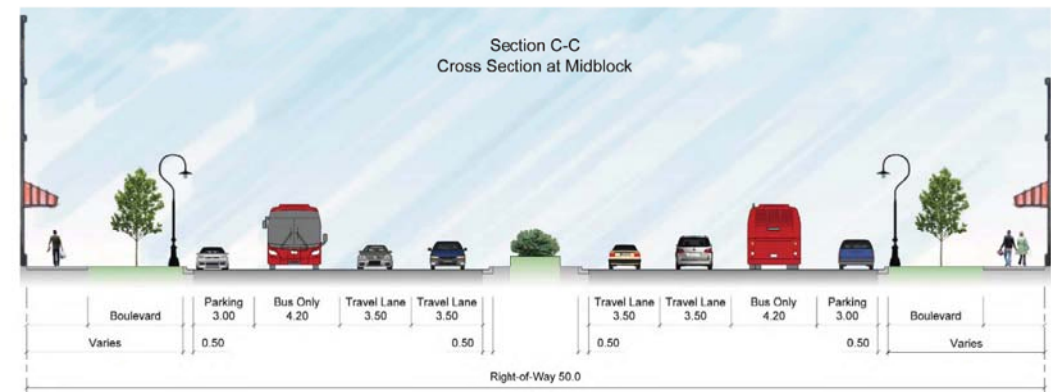 Section C-C
Cross Section at Midblock
Parking Bus Only Travel Lane Travel Lane Travel Lane Travel Lane Bus Only Parking
Boulevard 3.00 4.20 3.50 3.50 3.50 3.50 4.20 3.00 Boulevard
Varies 0.50 0.50 0.50 0.50 Varies
Right-of-Way 50.0